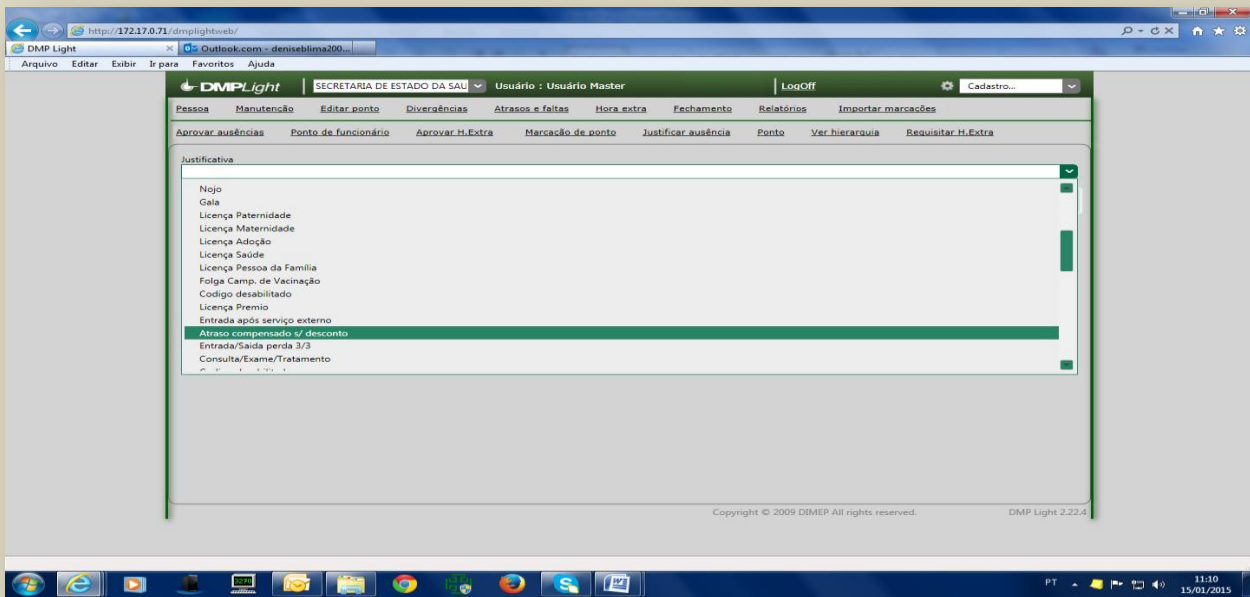 http://172.17.0.71/dmplightweb/
DMP Light
Outlook.com - deniseblima200...
Arquivo Editar Exibir Ir para Favoritos Ajuda
DMPLight SECRETARIA DE ESTADO DA SAU Usuário : Usuário Master LogOff Cadastro...
Pessoa Manutenção Editar ponto Divergências Atrasos e faltas Hora extra Fechamento Relatórios Importar marcações
Aprovar ausências Ponto de funcionário Aprovar H.Extra Marcação de ponto Justificar ausência Ponto Ver hierarquia Requisitar H.Extra
Justificativa
Nojo
Gala
Licença Paternidade
Licença Maternidade
Licença Adoção
Licença Saúde
Licença Pessoa da Família
Folga Camp. de Vacinação
Codigo desabilitado
Licença Premio
Entrada após serviço externo
Atraso compensado s/ desconto
Entrada/Saida perda 3/3
Consulta/Exame/Tratamento
Copyright © 2009 DIMEP All rights reserved. DMP Light 2.22.4
3270
PT 11:10
15/01/2015